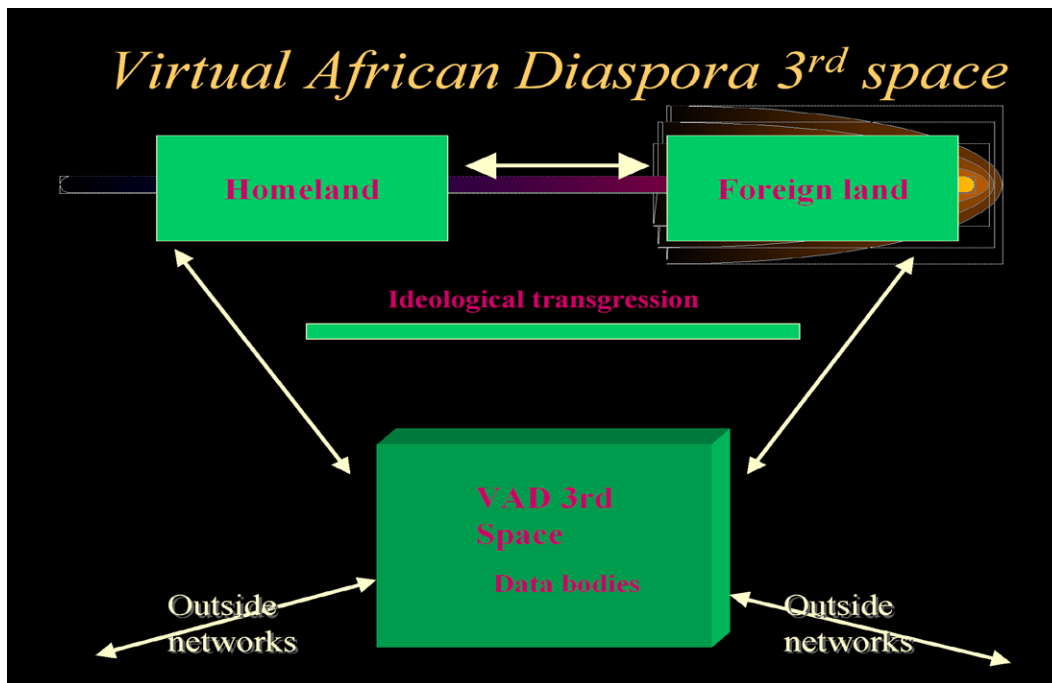 Virtual African Diaspora 3rd space
Homeland
Foreign land
Ideological transgression
VAD 3rd
Space
Data bodies
Outside
networks
Outside
networks